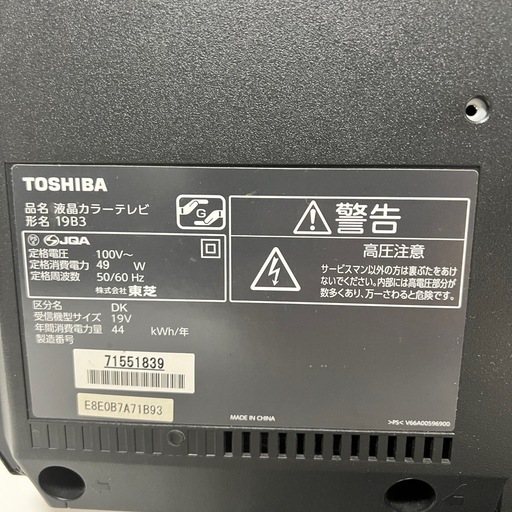 TOSHIBA
品名 液晶カラーテレビ
形名 19B3
JQA
定格電圧 100V~
定格消費電力 49 W
定格周波数 50/60 Hz
株式会社 東芝
区分名 DK
受信機型サイズ 19V
年間消費電力量 44 kWh/年
製造番号
71551839
E8E0B7A71B93
G
警告
高圧注意
サービスマン以外の方は裏ぶたをあけ
ないでください。内部には高電圧部分が
数多くあり、万一さわると危険です。
MADE IN CHINA
>PS< V66A00596900